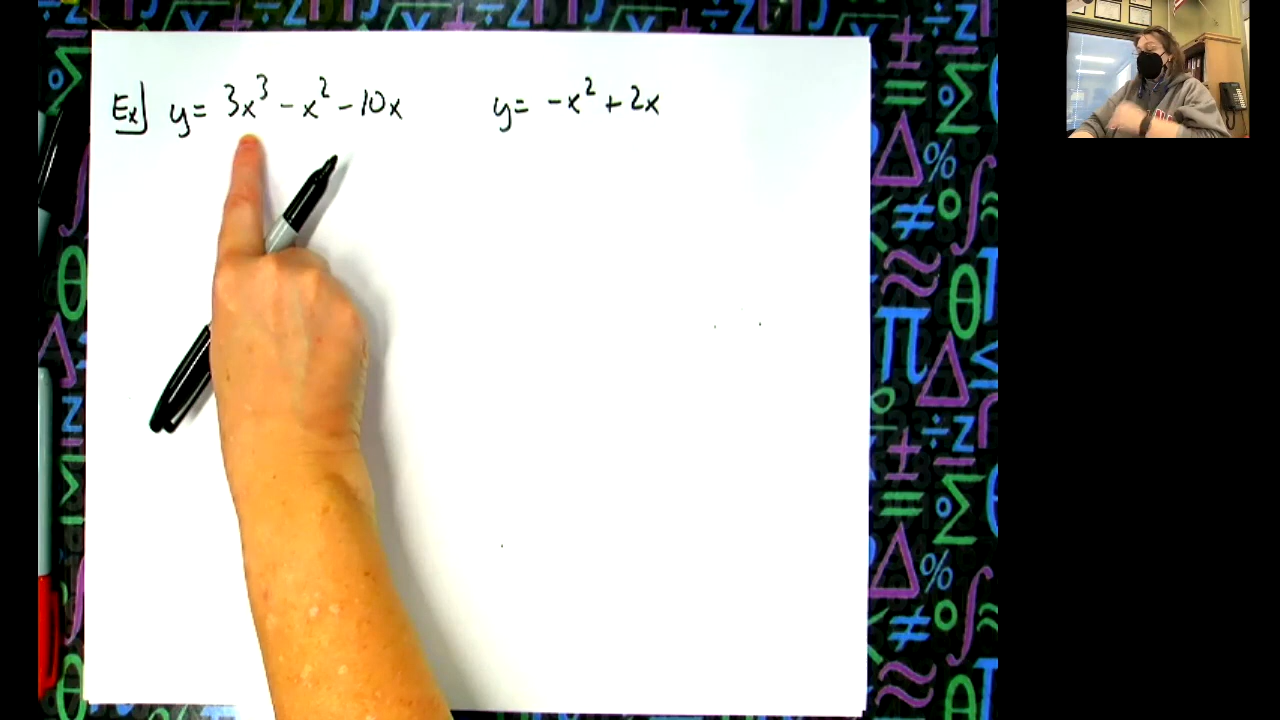 Ex] y = 3x³ - x² - 10x y = -x² + 2x